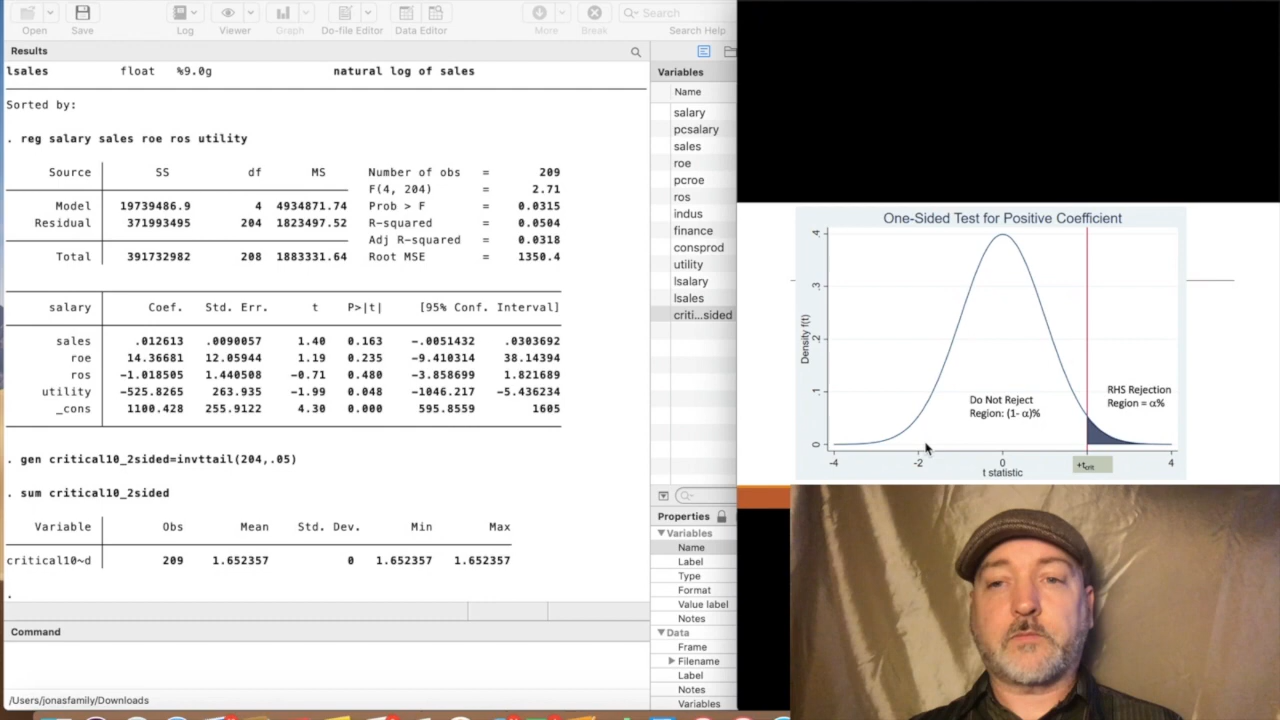 Open Save Log Viewer Graph Do-file Editor Data Editor More Break Search Search Help
Results
lsales float %9.0g natural log of sales
Sorted by:
. reg salary sales roe ros utility
Source SS df MS Number of obs = 209
F(4, 204) = 2.71
Model 19739486.9 4 4934871.74 Prob > F = 0.0315
Residual 371993495 204 1823497.52 R-squared = 0.0504
Adj R-squared = 0.0318
Total 391732982 208 1883331.64 Root MSE = 1350.4
salary Coef. Std. Err. t P>|t| [95% Conf. Interval]
sales .012613 .0090057 1.40 0.163 -.0051432 .0303692
roe 14.36681 12.05944 1.19 0.235 -9.410314 38.14394
ros -1.018505 1.440508 -0.71 0.480 -3.858699 1.821689
utility -525.8265 263.935 -1.99 0.048 -1046.217 -5.436234
_cons 1100.428 255.9122 4.30 0.000 595.8559 1605
. gen critical10_2sided=invttail(204,.05)
. sum critical10_2sided
Variable Obs Mean Std. Dev. Min Max
critical10~d 209 1.652357 0 1.652357 1.652357
.
Command
/Users/jonasfamily/Downloads
Variables
Name
salary
pcsalary
sales
roe
pcroe
ros
indus
finance
consprod
utility
lsalary
lsales
criti...sided
Properties
Variables
Name
Label
Type
Format
Value label
Notes
Data
Frame
Filename
Label
Notes
Variables
One-Sided Test for Positive Coefficient
Density f(t)
.4
.3
.2
.1
0
Do Not Reject
Region: (1- α)%
RHS Rejection
Region = α%
-4 -2 0 +tcrit 4
t statistic